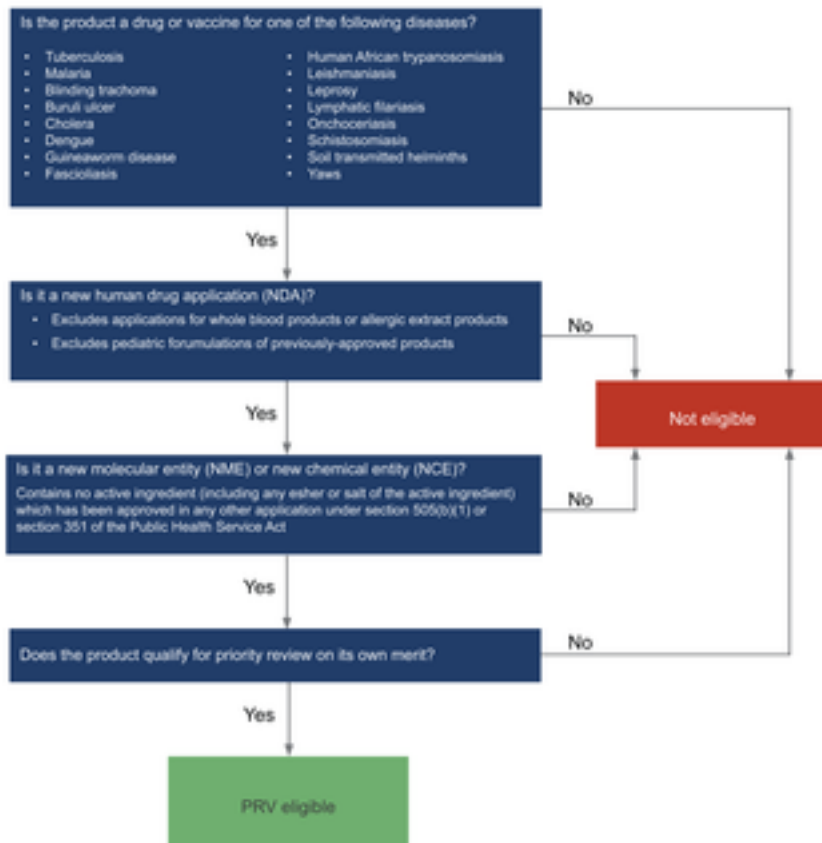 Is the product a drug or vaccine for one of the following diseases?
• Tuberculosis
• Malaria
• Blinding trachoma
• Buruli ulcer
• Cholera
• Dengue
• Guineaworm disease
• Fascioliasis
• Human African trypanosomiasis
• Leishmaniasis
• Leprosy
• Lymphatic filariasis
• Onchoceriasis
• Schistosomiasis
• Soil transmitted helminths
• Yaws
No
Yes
Is it a new human drug application (NDA)?
• Excludes applications for whole blood products or allergic extract products
• Excludes pediatric forumulations of previously-approved products
No
Not eligible
Yes
Is it a new molecular entity (NME) or new chemical entity (NCE)?
Contains no active ingredient (including any esher or salt of the active ingredient)
which has been approved in any other application under section 505(b)(1) or
section 351 of the Public Health Service Act
No
Yes
Does the product qualify for priority review on its own merit?
No
Yes
PRV eligible